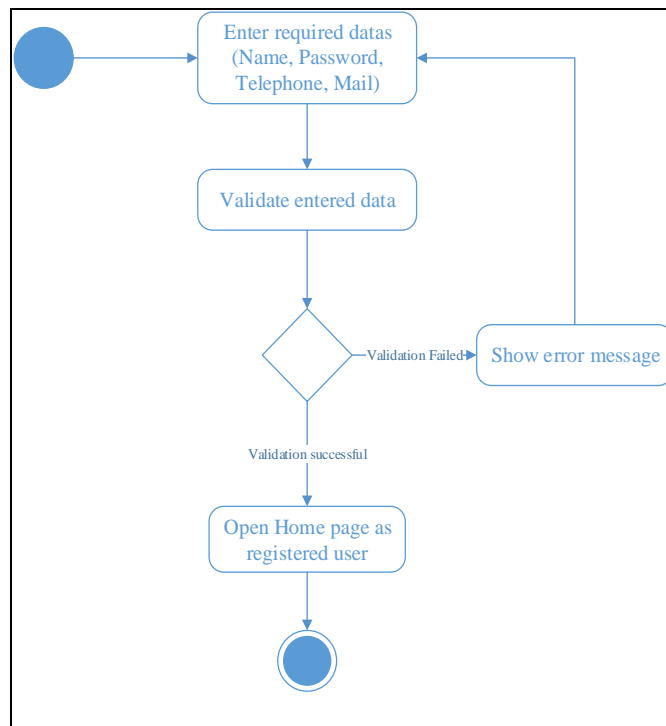 Enter required datas
(Name, Password,
Telephone, Mail)
Validate entered data
Validation Failed
Show error message
Validation successful
Open Home page as
registered user